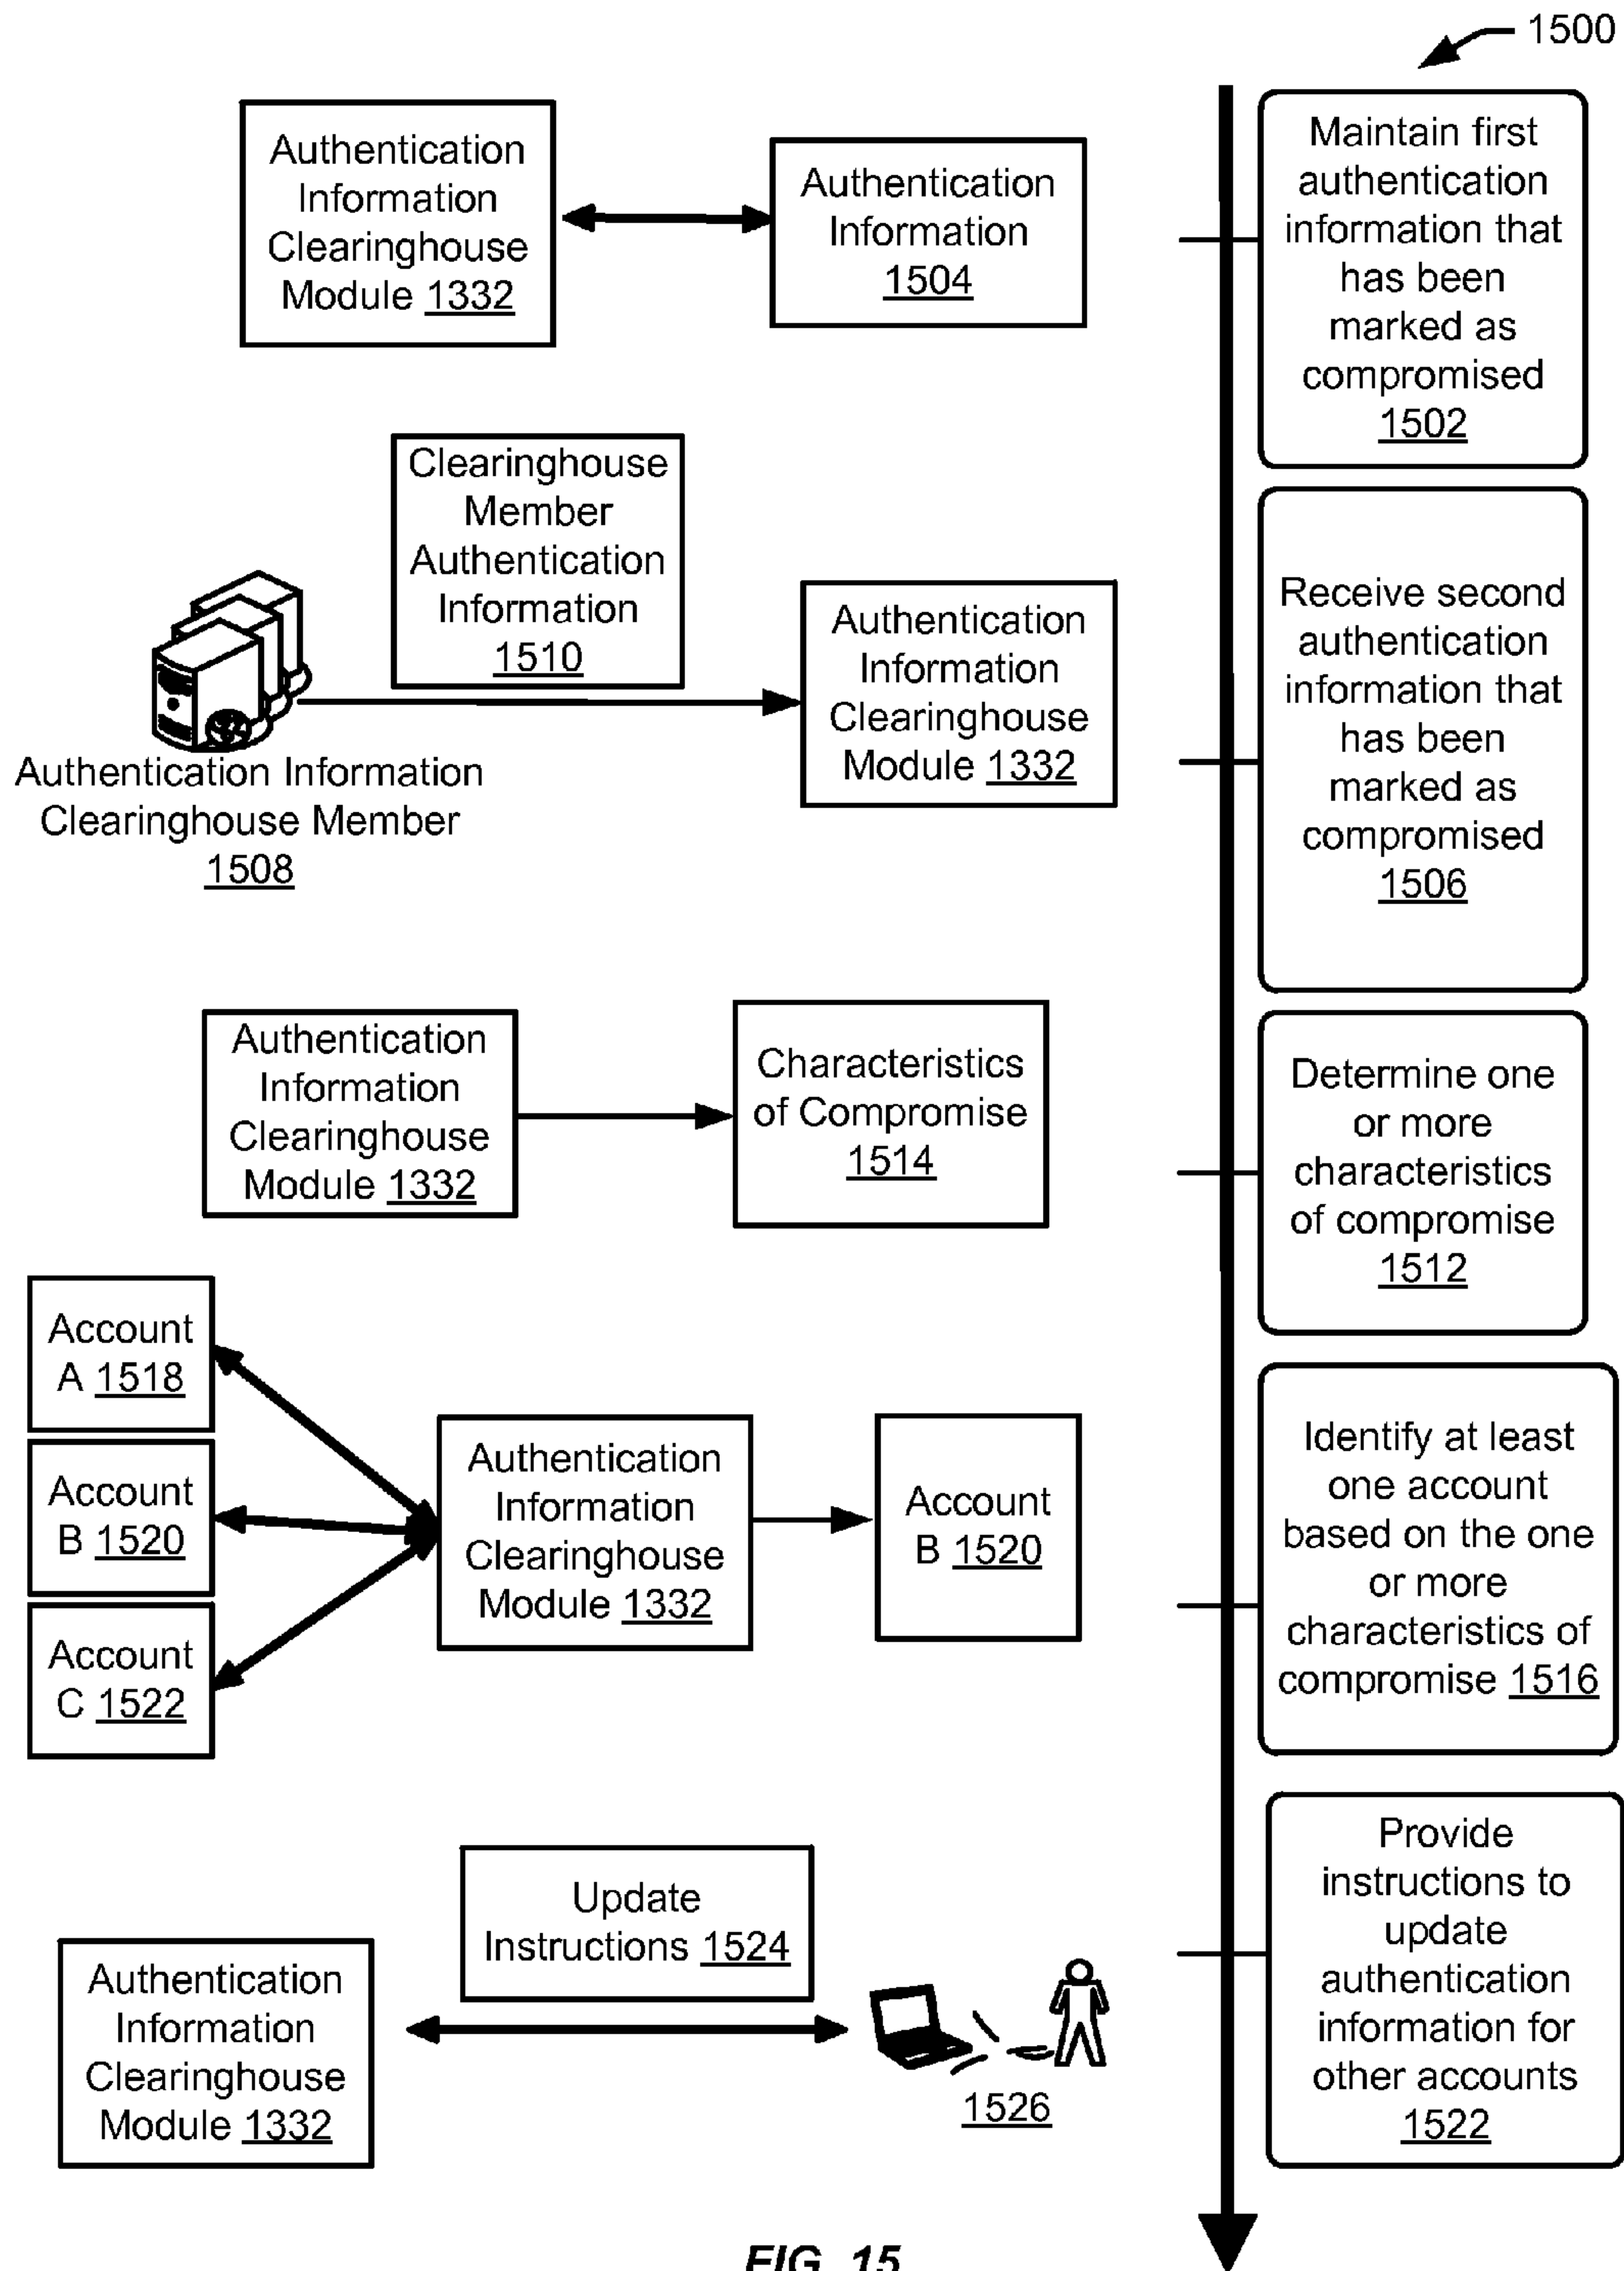 1500
Authentication
Information
Clearinghouse
Module 1332
Authentication
Information
1504
Maintain first
authentication
information that
has been
marked as
compromised
1502
Clearinghouse
Member
Authentication
Information
1510
Authentication Information
Clearinghouse Member
1508
Authentication
Information
Clearinghouse
Module 1332
Receive second
authentication
information that
has been
marked as
compromised
1506
Authentication
Information
Clearinghouse
Module 1332
Characteristics
of Compromise
1514
Determine one
or more
characteristics
of compromise
1512
Account
A 1518
Account
B 1520
Account
C 1522
Authentication
Information
Clearinghouse
Module 1332
Account
B 1520
Identify at least
one account
based on the one
or more
characteristics of
compromise 1516
Authentication
Information
Clearinghouse
Module 1332
Update
Instructions 1524
1526
Provide
instructions to
update
authentication
information for
other accounts
1522
FIG. 15